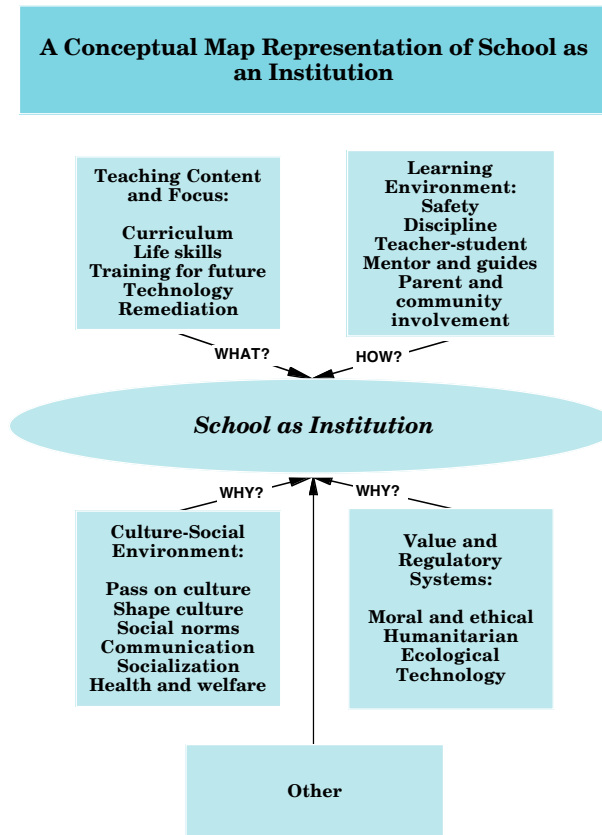 A Conceptual Map Representation of School as
an Institution
Teaching Content
and Focus:
Curriculum
Life skills
Training for future
Technology
Remediation
Learning
Environment:
Safety
Discipline
Teacher-student
Mentor and guides
Parent and
community
involvement
WHAT?
HOW?
School as Institution
WHY?
WHY?
Culture-Social
Environment:
Pass on culture
Shape culture
Social norms
Communication
Socialization
Health and welfare
Value and
Regulatory
Systems:
Moral and ethical
Humanitarian
Ecological
Technology
Other